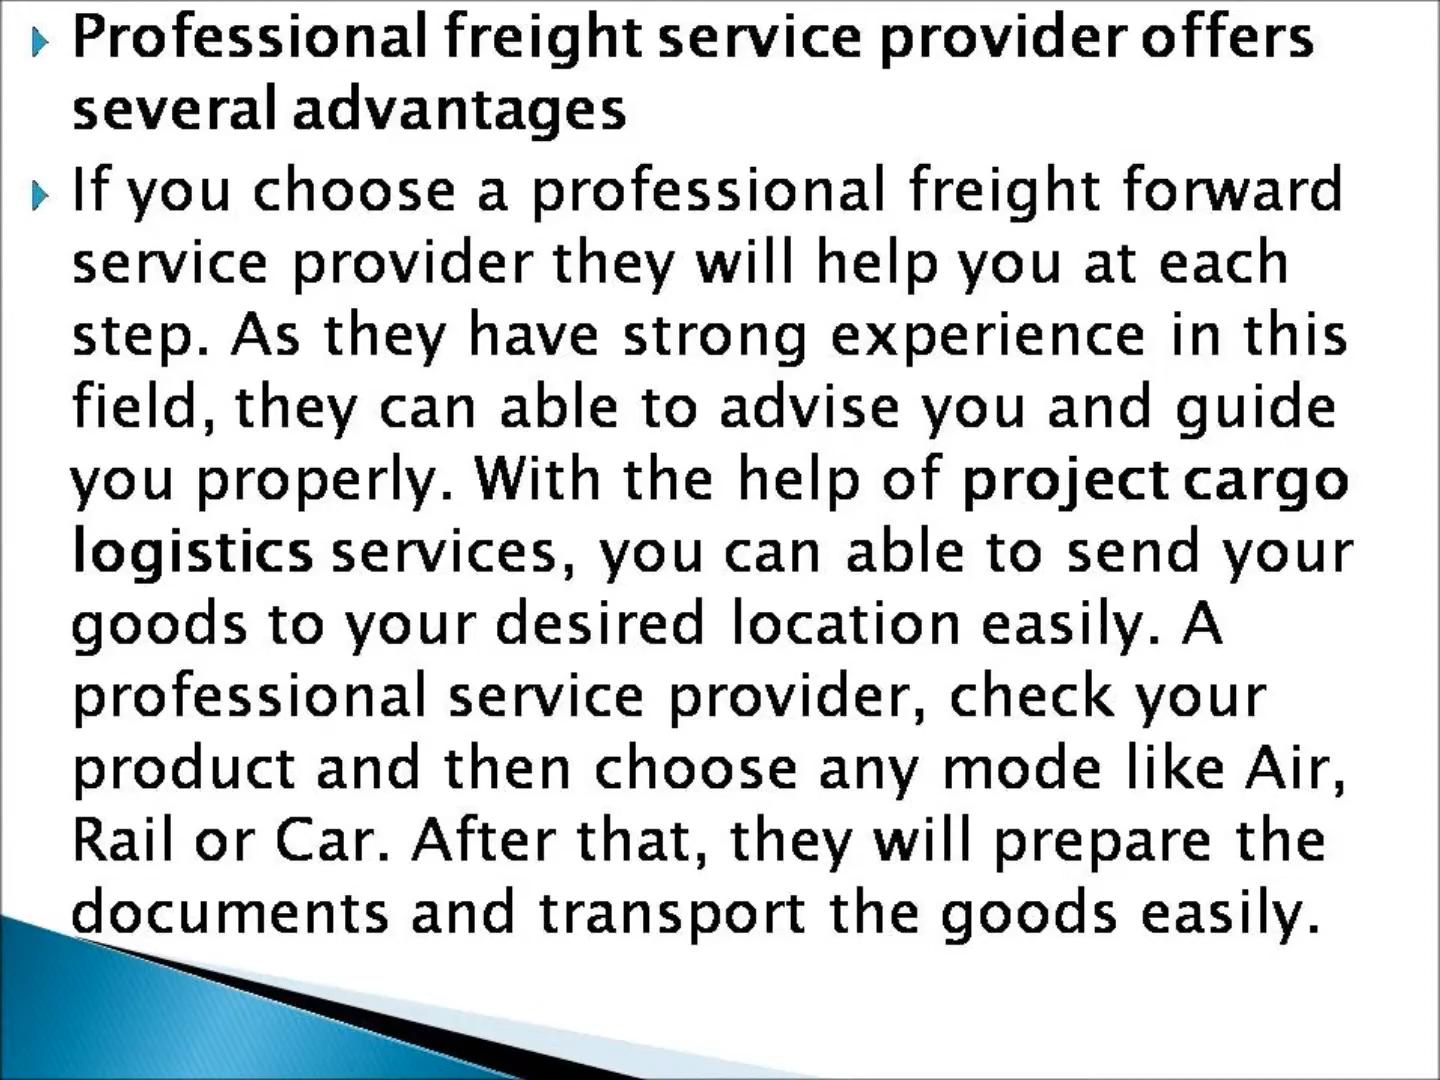 Professional freight service provider offers
several advantages
If you choose a professional freight forward
service provider they will help you at each
step. As they have strong experience in this
field, they can able to advise you and guide
you properly. With the help of project cargo
logistics services, you can able to send your
goods to your desired location easily. A
professional service provider, check your
product and then choose any mode like Air,
Rail or Car. After that, they will prepare the
documents and transport the goods easily.